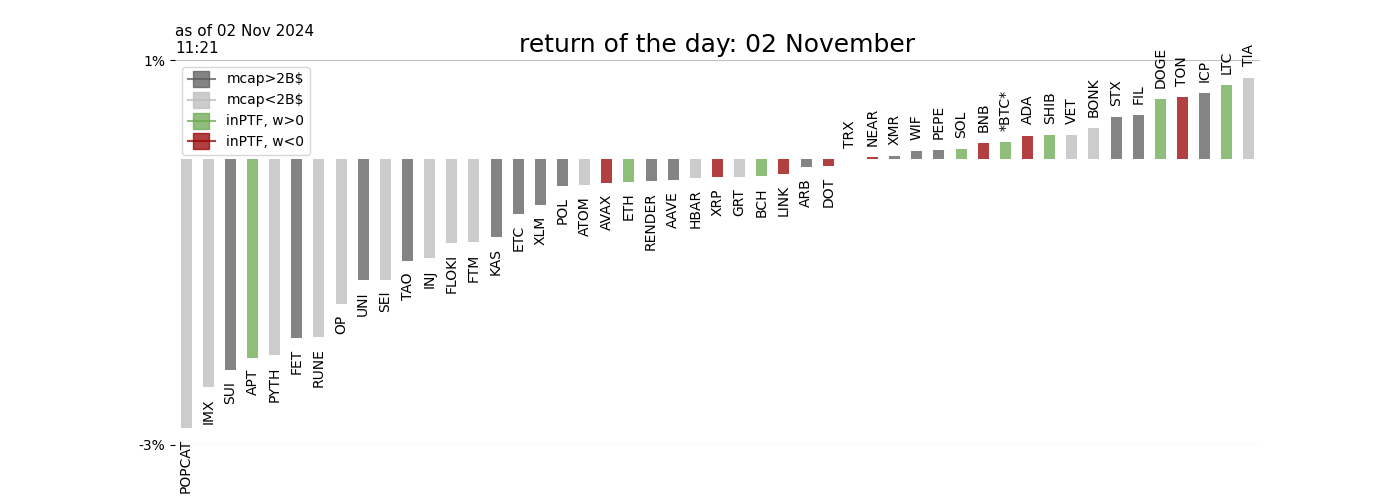 as of 02 Nov 2024
11:21
return of the day: 02 November
1%
-3%
mcap>2B$
mcap<2B$
inPTF, w>0
inPTF, w<0
POPCAT
IMX
SUI
APT
PYTH
FET
RUNE
OP
UNI
SEI
TAO
INJ
FLOKI
FTM
KAS
ETC
XLM
POL
ATOM
AVAX
ETH
RENDER
AAVE
HBAR
XRP
GRT
BCH
LINK
ARB
DOT
TRX
NEAR
XMR
WIF
PEPE
SOL
BNB
*BTC*
ADA
SHIB
VET
BONK
STX
FIL
DOGE
TON
ICP
LTC
TIA